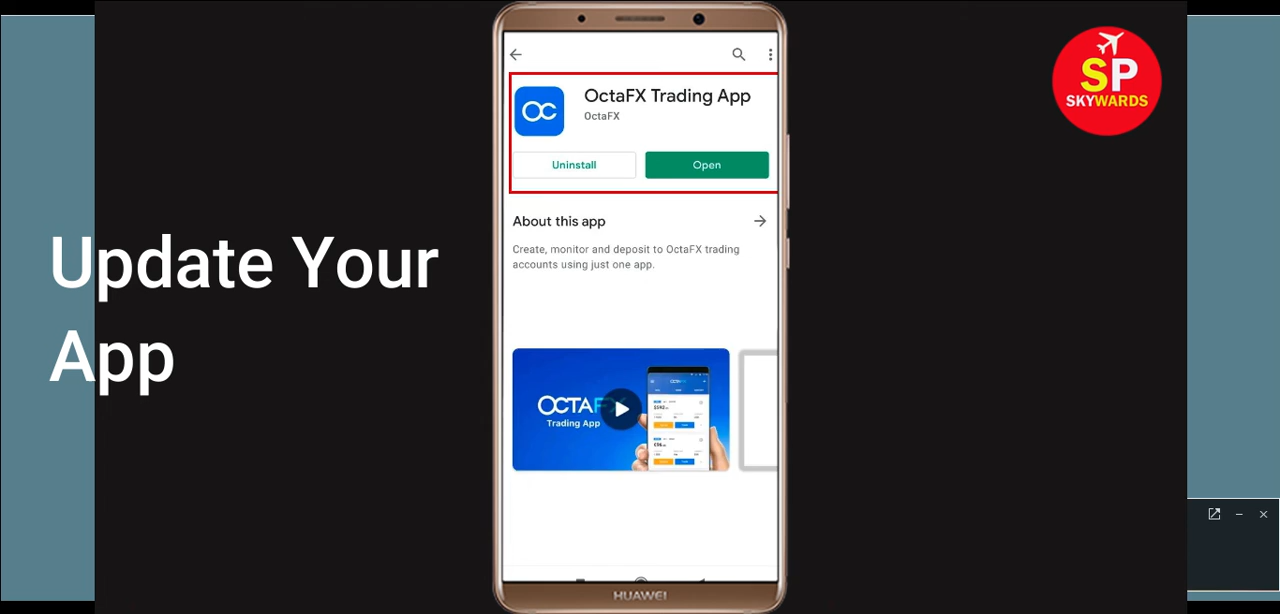 SP
SKYWARDS
OctaFX Trading App
OctaFX
Uninstall
Open
About this app
Create, monitor and deposit to OctaFX trading
accounts using just one app.
Update Your
App
OCTAFX
Trading App
HUAWEI